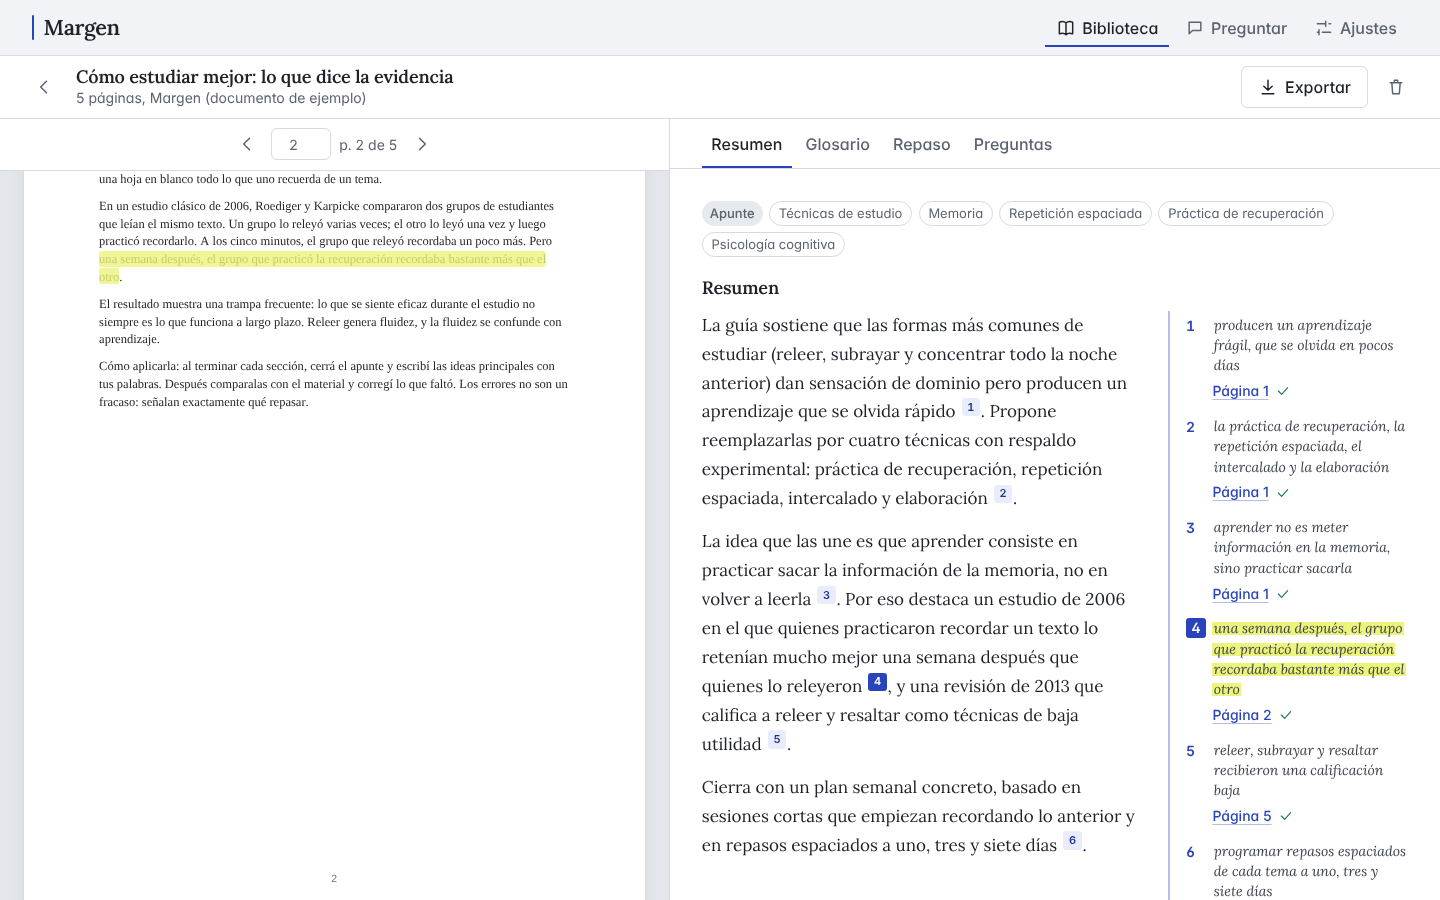 Margen
Biblioteca
Preguntar
Ajustes
Cómo estudiar mejor: lo que dice la evidencia
5 páginas, Margen (documento de ejemplo)
Exportar
2
p. 2 de 5
una hoja en blanco todo lo que uno recuerda de un tema.
En un estudio clásico de 2006, Roediger y Karpicke compararon dos grupos de estudiantes
que leían el mismo texto. Un grupo lo releyó varias veces; el otro lo leyó una vez y luego
practicó recordarlo. A los cinco minutos, el grupo que releyó recordaba un poco más. Pero
una semana después, el grupo que practicó la recuperación recordaba bastante más que el
otro.
El resultado muestra una trampa frecuente: lo que se siente eficaz durante el estudio no
siempre es lo que funciona a largo plazo. Releer genera fluidez, y la fluidez se confunde con
aprendizaje.
Cómo aplicarla: al terminar cada sección, cerrá el apunte y escribí las ideas principales con
tus palabras. Después comparalas con el material y corregí lo que faltó. Los errores no son un
fracaso: señalan exactamente qué repasar.
2
Resumen
Glosario
Repaso
Preguntas
Apunte
Técnicas de estudio
Memoria
Repetición espaciada
Práctica de recuperación
Psicología cognitiva
Resumen
La guía sostiene que las formas más comunes de
estudiar (releer, subrayar y concentrar todo la noche
anterior) dan sensación de dominio pero producen un
aprendizaje que se olvida rápido 1. Propone
reemplazarlas por cuatro técnicas con respaldo
experimental: práctica de recuperación, repetición
espaciada, intercalado y elaboración 2.
La idea que las une es que aprender consiste en
practicar sacar la información de la memoria, no en
volver a leerla 3. Por eso destaca un estudio de 2006
en el que quienes practicaron recordar un texto lo
retenían mucho mejor una semana después que
quienes lo releyeron 4, y una revisión de 2013 que
califica a releer y resaltar como técnicas de baja
utilidad 5.
Cierra con un plan semanal concreto, basado en
sesiones cortas que empiezan recordando lo anterior y
en repasos espaciados a uno, tres y siete días 6.
1 producen un aprendizaje
frágil, que se olvida en pocos
días
Página 1
2 la práctica de recuperación, la
repetición espaciada, el
intercalado y la elaboración
Página 1
3 aprender no es meter
información en la memoria,
sino practicar sacarla
Página 1
4 una semana después, el grupo
que practicó la recuperación
recordaba bastante más que el
otro
Página 2
5 releer, subrayar y resaltar
recibieron una calificación
baja
Página 5
6 programar repasos espaciados
de cada tema a uno, tres y
siete días